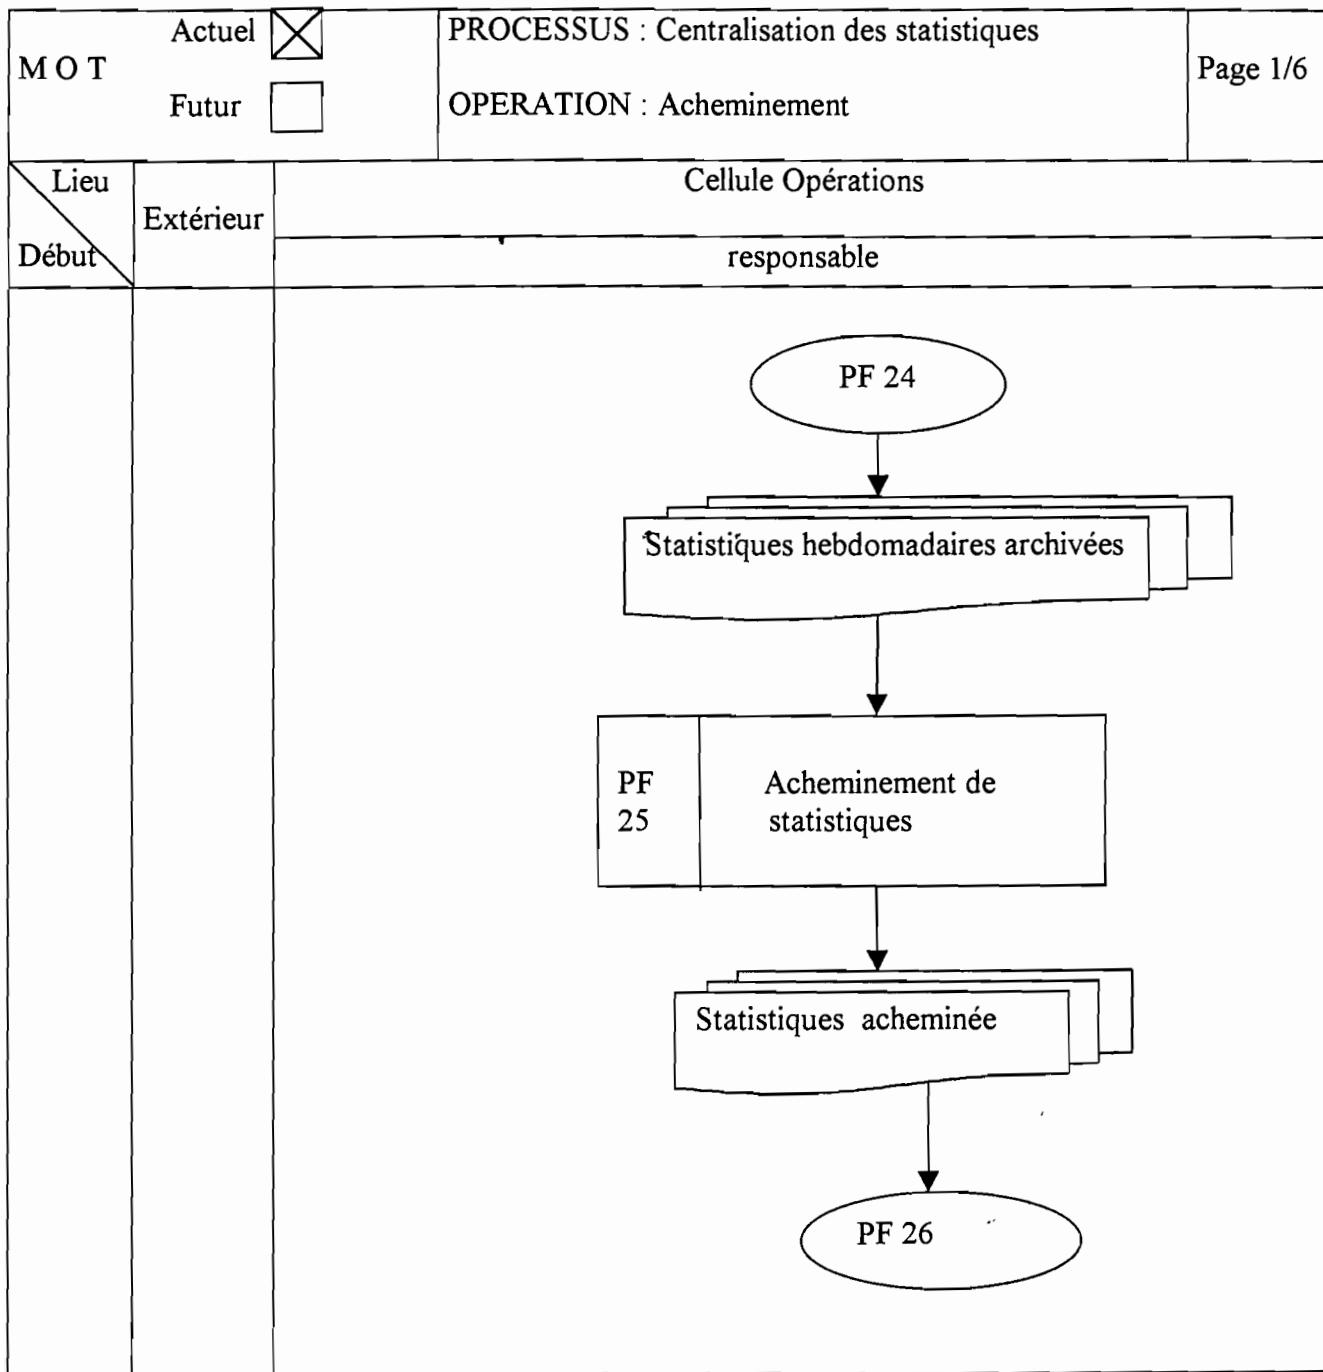 Actuel
M O T
Futur
PROCESSUS : Centralisation des statistiques
OPERATION : Acheminement
Page 1/6
Lieu
Début
Extérieur
Cellule Opérations
responsable
PF 24
Statistiques hebdomadaires archivées
PF
25
Acheminement de
statistiques
Statistiques acheminée
PF 26